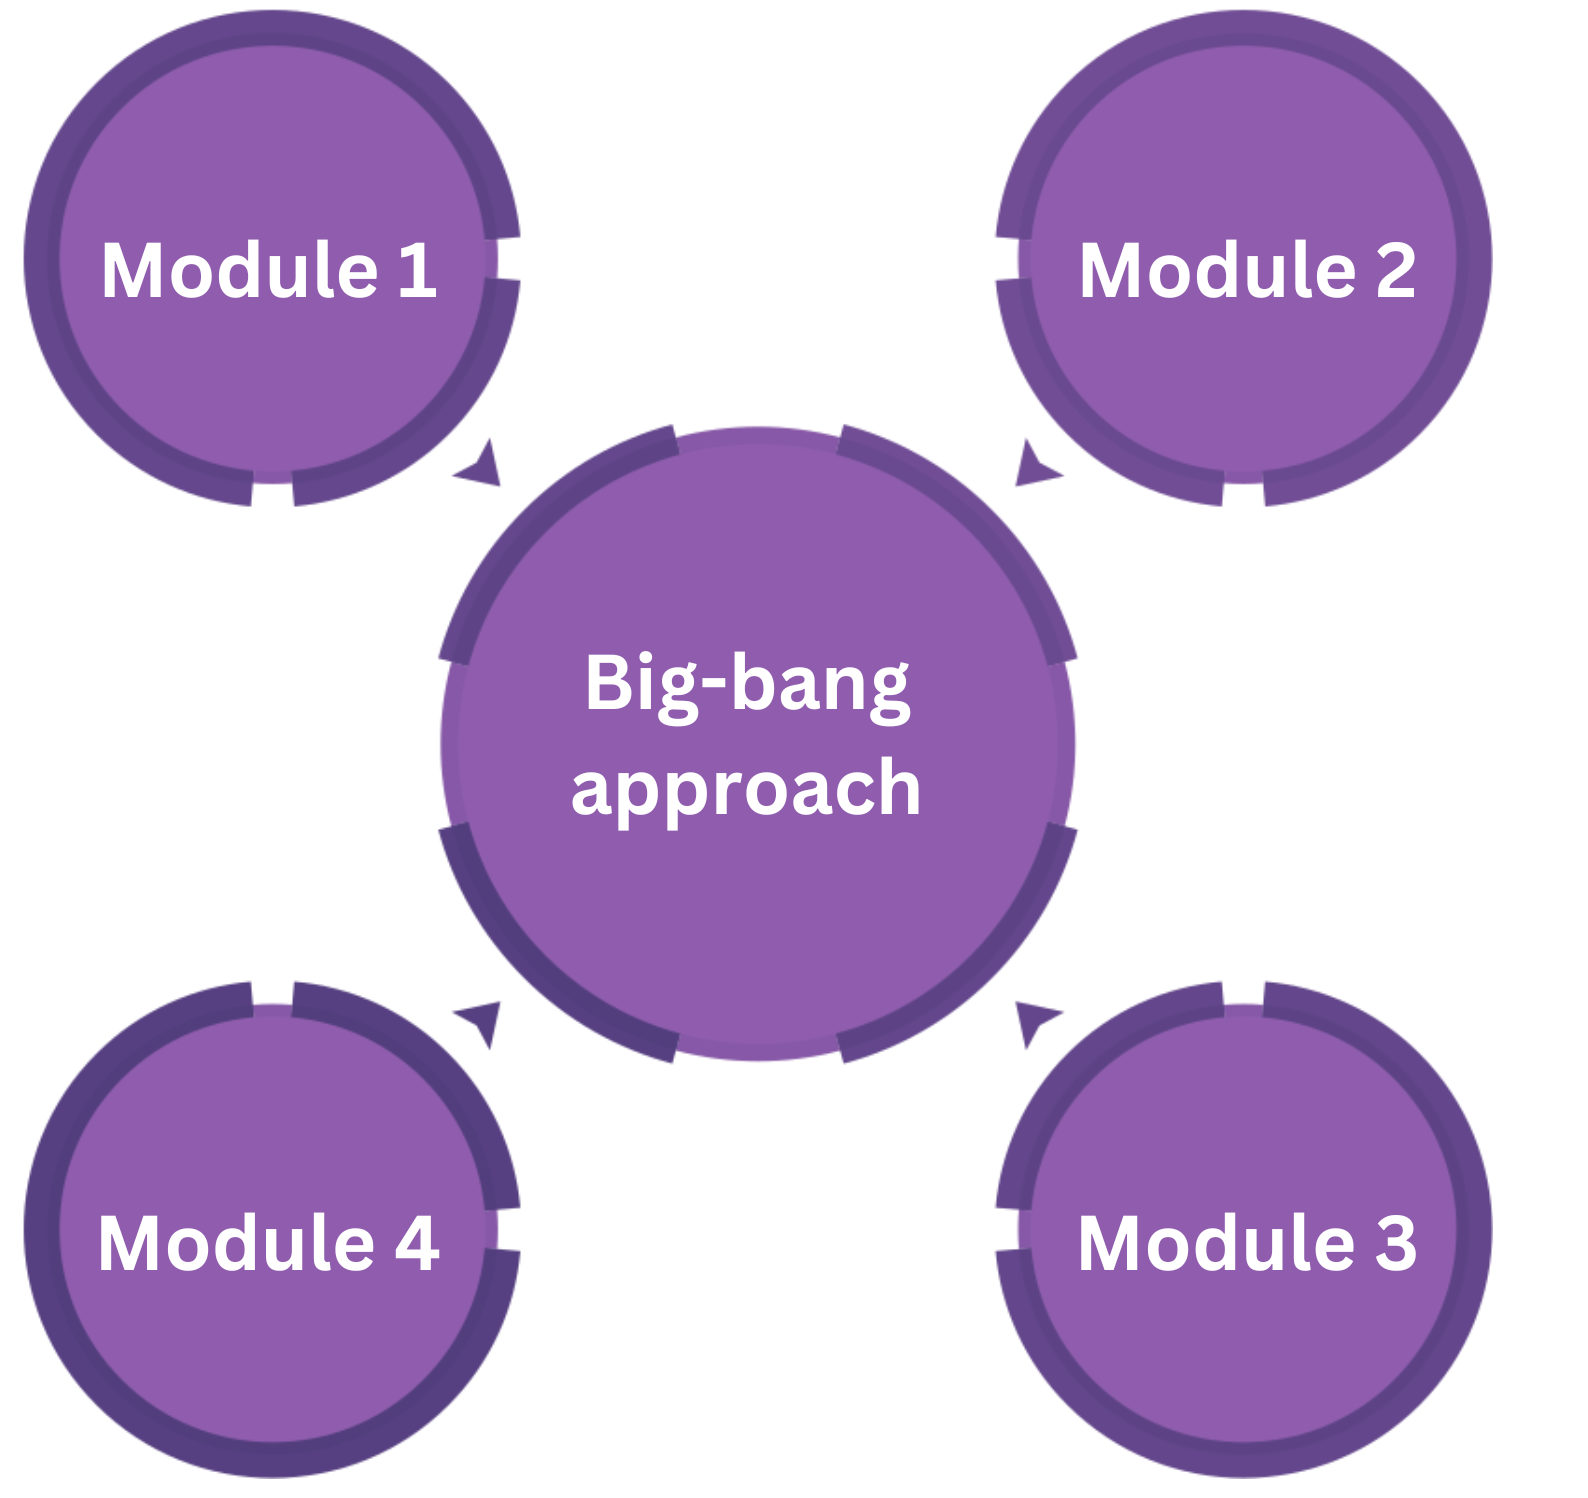 Module 1
Module 2
Big-bang
approach
Module 4
Module 3